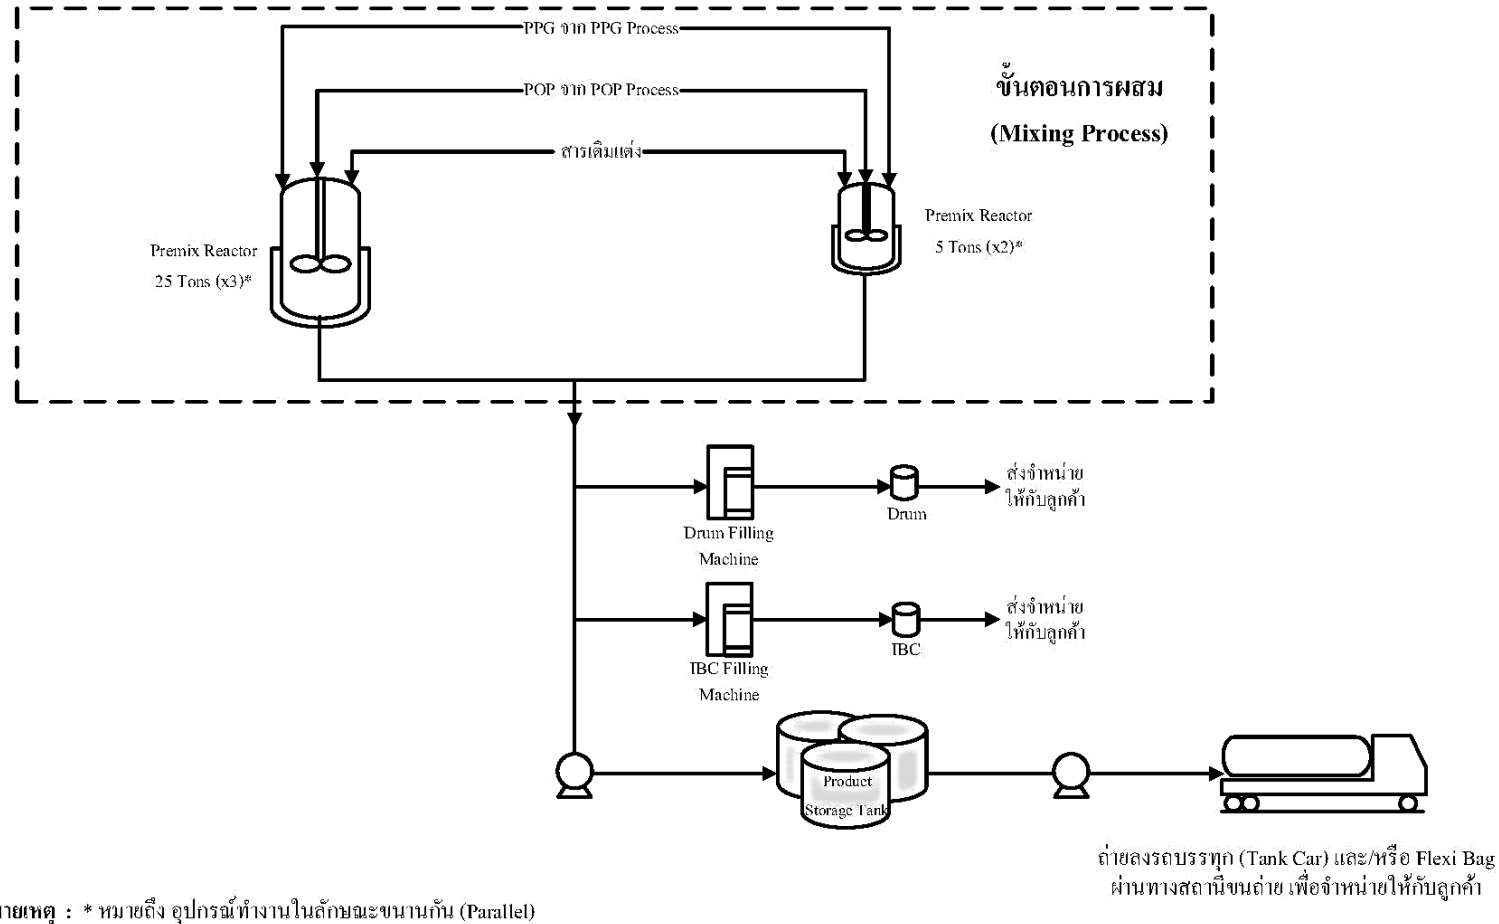 PPG จาก PPG Process
POP จาก POP Process
สารเติมแต่ง
ขั้นตอนการผสม
(Mixing Process)
Premix Reactor
25 Tons (x3)*
Premix Reactor
5 Tons (x2)*
Drum Filling
Machine
Drum
ส่งจำหน่าย
ให้กับลูกค้า
IBC Filling
Machine
IBC
ส่งจำหน่าย
ให้กับลูกค้า
Product
Storage Tank
ถ่ายลงรถบรรทุก (Tank Car) และ/หรือ Flexi Bag
ผ่านทางสถานีขนถ่าย เพื่อจำหน่ายให้กับลูกค้า
ายเหตุ : * หมายถึง อุปกรณ์ทำงานในลักษณะขนานกัน (Parallel)